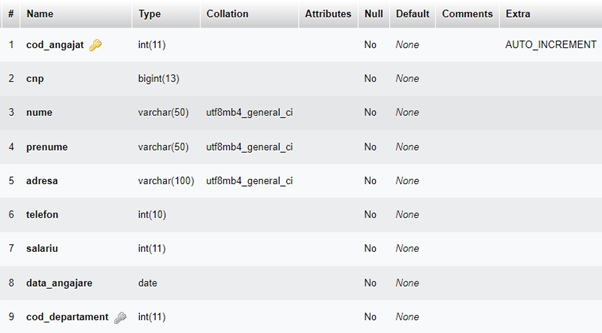 # Name Type Collation Attributes Null Default Comments Extra
1 cod_angajat int(11) No None AUTO_INCREMENT
2 cnp bigint(13) No None
3 nume varchar(50) utf8mb4_general_ci No None
4 prenume varchar(50) utf8mb4_general_ci No None
5 adresa varchar(100) utf8mb4_general_ci No None
6 telefon int(10) No None
7 salariu int(11) No None
8 data_angajare date No None
9 cod_departament int(11) No None